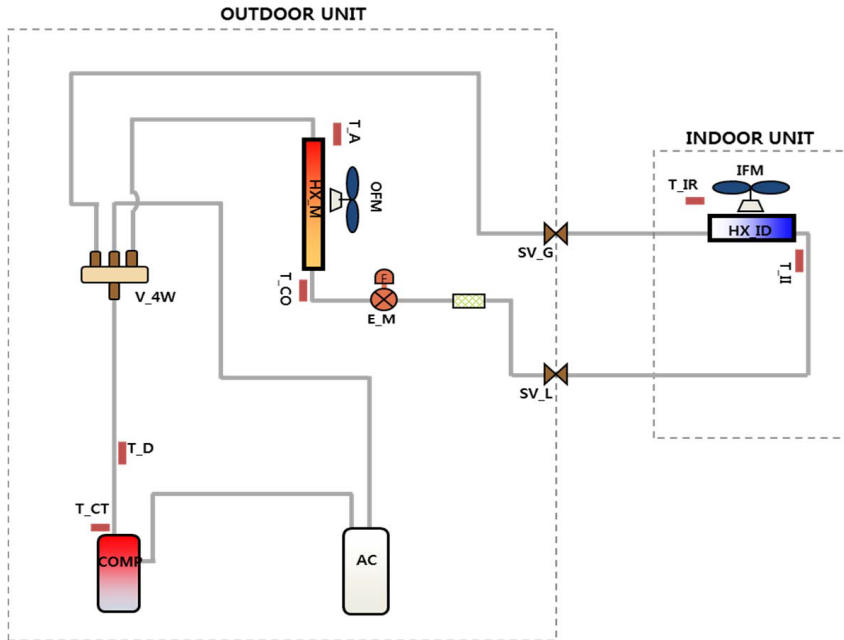 OUTDOOR UNIT
T_A
HX_M
OFM
INDOOR UNIT
IFM
T_IR
HX_ID
SV_G
T_II
V_4W
T_CO
F
E_M
SV_L
T_D
T_CT
COMP
AC